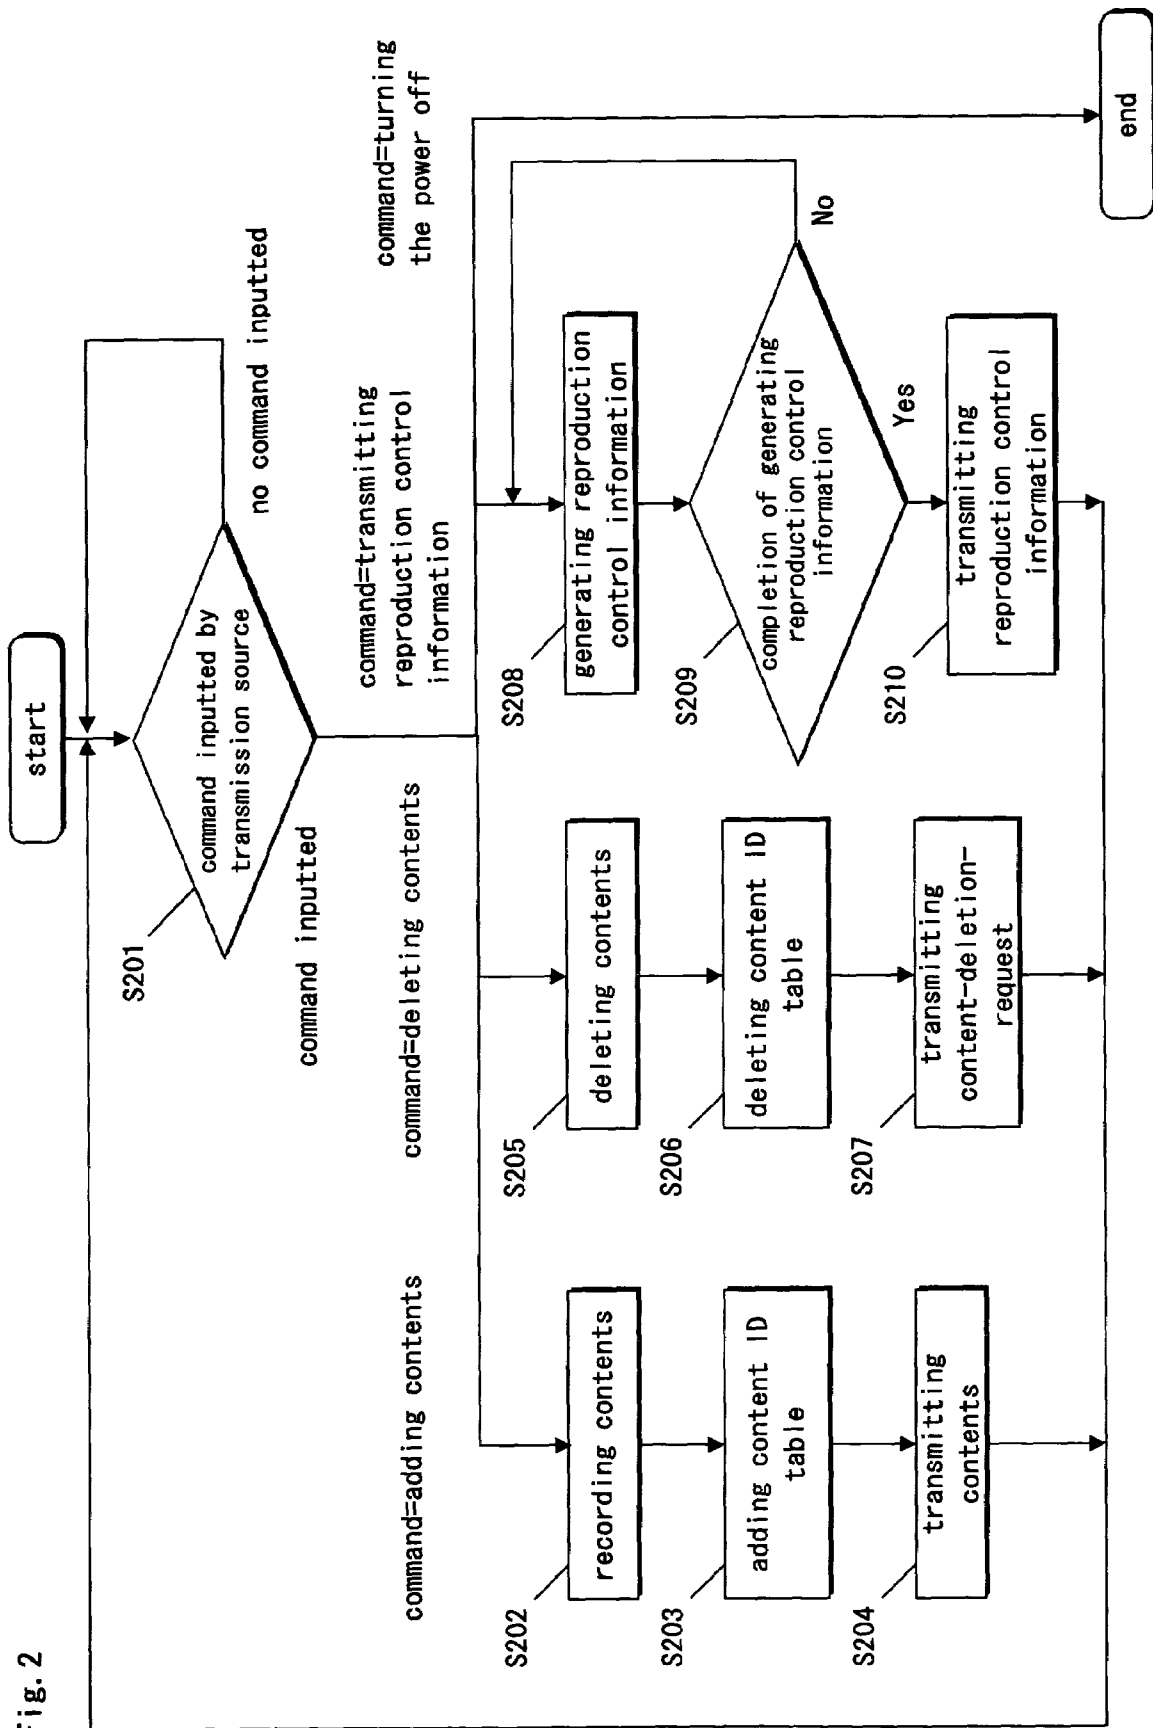 Fig. 2
start
S201
command inputted by
transmission source
no command inputted
command inputted
command=adding contents
command=deleting contents
command=transmitting
reproduction control
information
command=turning
the power off
S202
recording contents
S203
adding content ID
table
S204
transmitting
contents
S205
deleting contents
S206
deleting content ID
table
S207
transmitting
content-deletion-
request
S208
generating reproduction
control information
S209
completion of generating
reproduction control
information
No
Yes
S210
transmitting
reproduction control
information
end